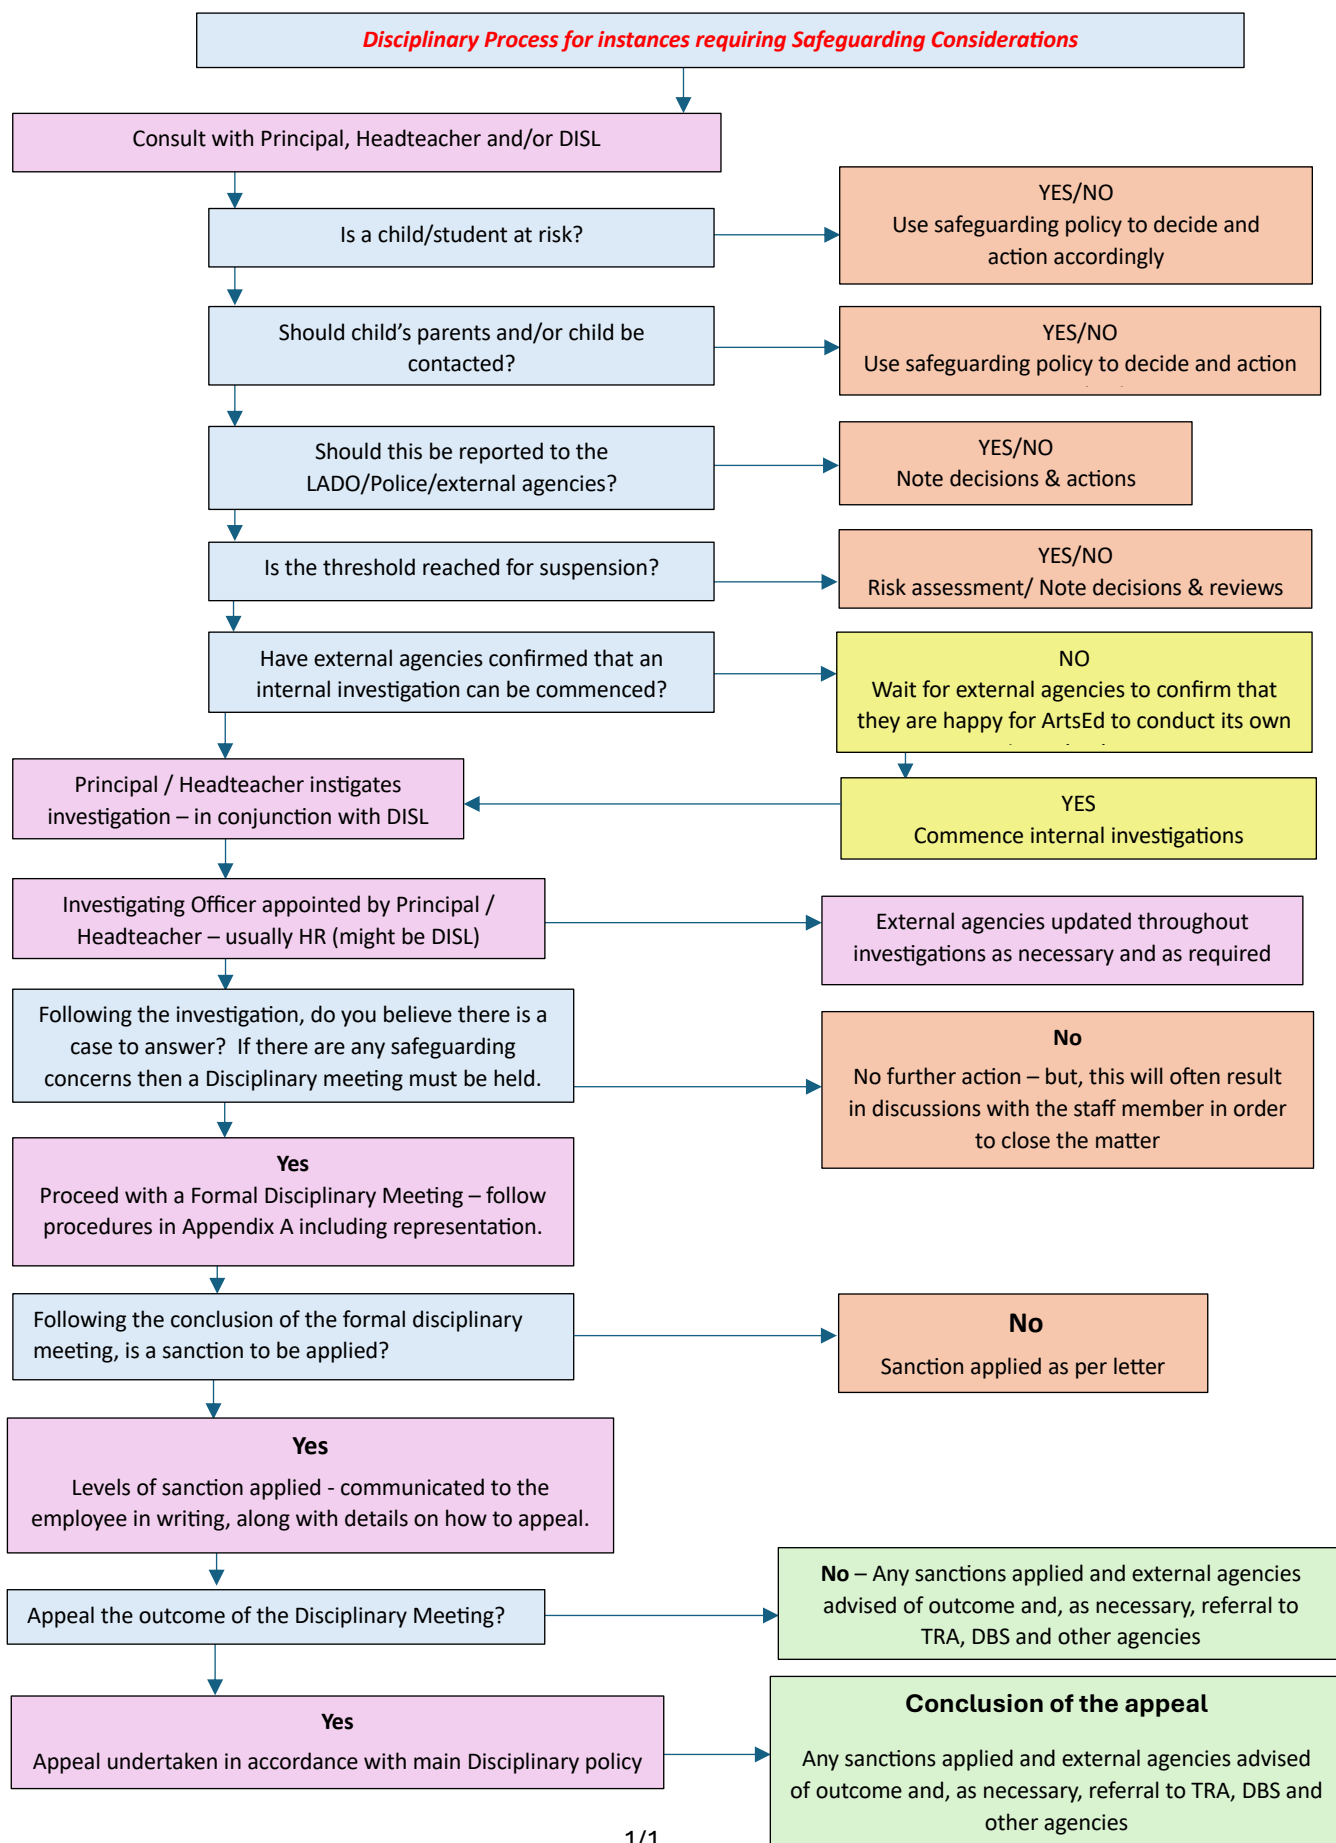 Disciplinary Process for instances requiring Safeguarding Considerations
Consult with Principal, Headteacher and/or DISL
Is a child/student at risk?
YES/NO
Use safeguarding policy to decide and
action accordingly
Should child's parents and/or child be
contacted?
YES/NO
Use safeguarding policy to decide and action
Should this be reported to the
LADO/Police/external agencies?
YES/NO
Note decisions & actions
Is the threshold reached for suspension?
YES/NO
Risk assessment/ Note decisions & reviews
Have external agencies confirmed that an
internal investigation can be commenced?
NO
Wait for external agencies to confirm that
they are happy for ArtsEd to conduct its own
Principal / Headteacher instigates
investigation – in conjunction with DISL
YES
Commence internal investigations
Investigating Officer appointed by Principal /
Headteacher – usually HR (might be DISL)
External agencies updated throughout
investigations as necessary and as required
Following the investigation, do you believe there is a
case to answer?  If there are any safeguarding
concerns then a Disciplinary meeting must be held.
No
No further action – but, this will often result
in discussions with the staff member in order
to close the matter
Yes
Proceed with a Formal Disciplinary Meeting – follow
procedures in Appendix A including representation.
Following the conclusion of the formal disciplinary
meeting, is a sanction to be applied?
No
Sanction applied as per letter
Yes
Levels of sanction applied - communicated to the
employee in writing, along with details on how to appeal.
Appeal the outcome of the Disciplinary Meeting?
No – Any sanctions applied and external agencies
advised of outcome and, as necessary, referral to
TRA, DBS and other agencies
Yes
Appeal undertaken in accordance with main Disciplinary policy
Conclusion of the appeal
Any sanctions applied and external agencies advised
of outcome and, as necessary, referral to TRA, DBS and
other agencies
1/1